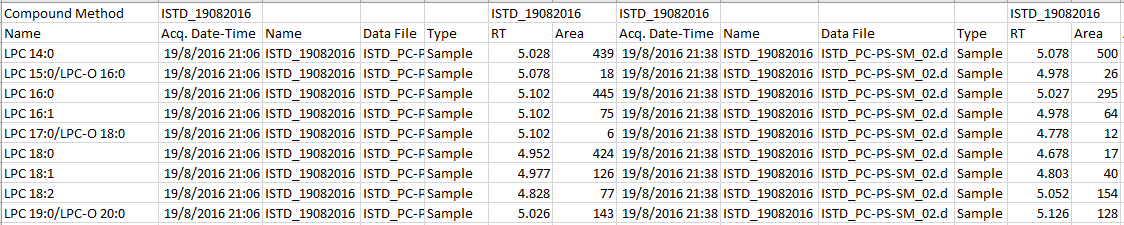 Compound Method ISTD_19082016 ISTD_19082016 ISTD_19082016 ISTD_19082016
Name Acq. Date-Time Name Data File Type RT Area Acq. Date-Time Name Data File Type RT Area
LPC 14:0 19/8/2016 21:06 ISTD_19082016 ISTD_PC-P Sample 5.028 439 19/8/2016 21:38 ISTD_19082016 ISTD_PC-PS-SM_02.d Sample 5.078 500
LPC 15:0/LPC-O 16:0 19/8/2016 21:06 ISTD_19082016 ISTD_PC-P Sample 5.078 18 19/8/2016 21:38 ISTD_19082016 ISTD_PC-PS-SM_02.d Sample 4.978 26
LPC 16:0 19/8/2016 21:06 ISTD_19082016 ISTD_PC-P Sample 5.102 445 19/8/2016 21:38 ISTD_19082016 ISTD_PC-PS-SM_02.d Sample 5.027 295
LPC 16:1 19/8/2016 21:06 ISTD_19082016 ISTD_PC-P Sample 5.102 75 19/8/2016 21:38 ISTD_19082016 ISTD_PC-PS-SM_02.d Sample 4.978 64
LPC 17:0/LPC-O 18:0 19/8/2016 21:06 ISTD_19082016 ISTD_PC-P Sample 5.102 6 19/8/2016 21:38 ISTD_19082016 ISTD_PC-PS-SM_02.d Sample 4.778 12
LPC 18:0 19/8/2016 21:06 ISTD_19082016 ISTD_PC-P Sample 4.952 424 19/8/2016 21:38 ISTD_19082016 ISTD_PC-PS-SM_02.d Sample 4.678 17
LPC 18:1 19/8/2016 21:06 ISTD_19082016 ISTD_PC-P Sample 4.977 126 19/8/2016 21:38 ISTD_19082016 ISTD_PC-PS-SM_02.d Sample 4.803 40
LPC 18:2 19/8/2016 21:06 ISTD_19082016 ISTD_PC-P Sample 4.828 77 19/8/2016 21:38 ISTD_19082016 ISTD_PC-PS-SM_02.d Sample 5.052 154
LPC 19:0/LPC-O 20:0 19/8/2016 21:06 ISTD_19082016 ISTD_PC-P Sample 5.026 143 19/8/2016 21:38 ISTD_19082016 ISTD_PC-PS-SM_02.d Sample 5.126 128